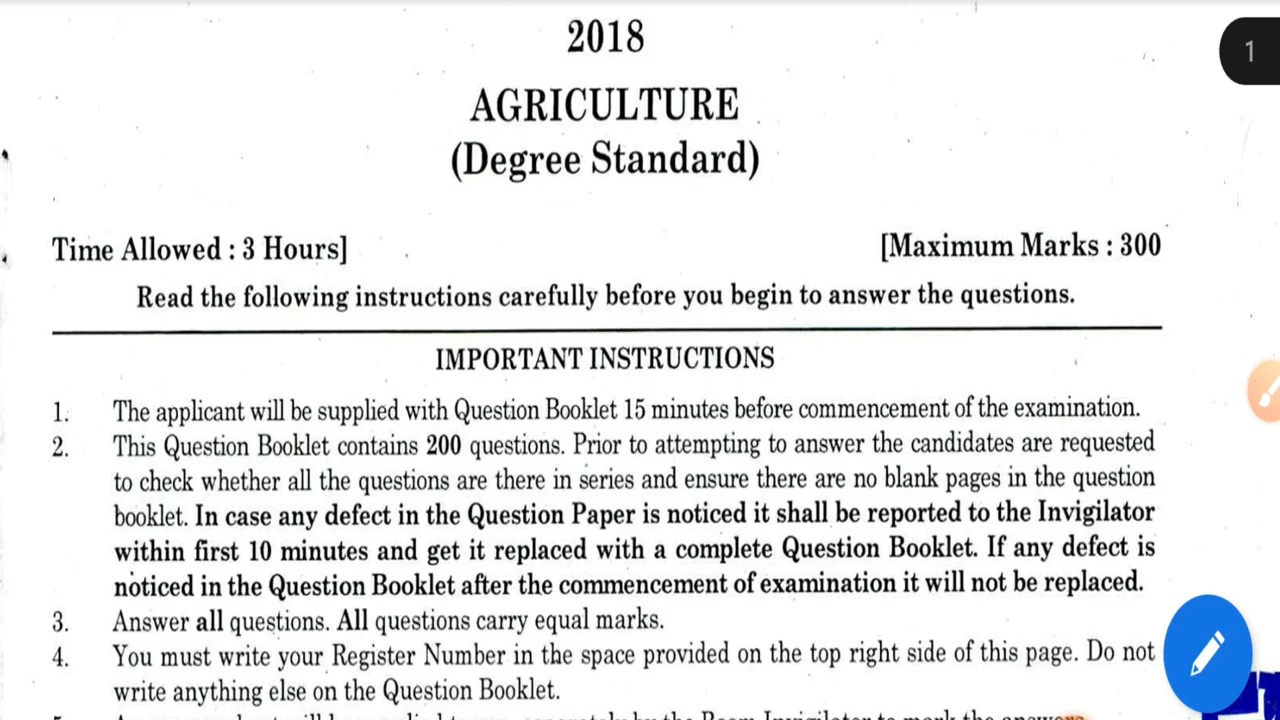 2018
1
AGRICULTURE
(Degree Standard)
Time Allowed : 3 Hours] [Maximum Marks : 300
Read the following instructions carefully before you begin to answer the questions.
IMPORTANT INSTRUCTIONS
1. The applicant will be supplied with Question Booklet 15 minutes before commencement of the examination.
2. This Question Booklet contains 200 questions. Prior to attempting to answer the candidates are requested
to check whether all the questions are there in series and ensure there are no blank pages in the question
booklet. In case any defect in the Question Paper is noticed it shall be reported to the Invigilator
within first 10 minutes and get it replaced with a complete Question Booklet. If any defect is
noticed in the Question Booklet after the commencement of examination it will not be replaced.
3. Answer all questions. All questions carry equal marks.
4. You must write your Register Number in the space provided on the top right side of this page. Do not
write anything else on the Question Booklet.